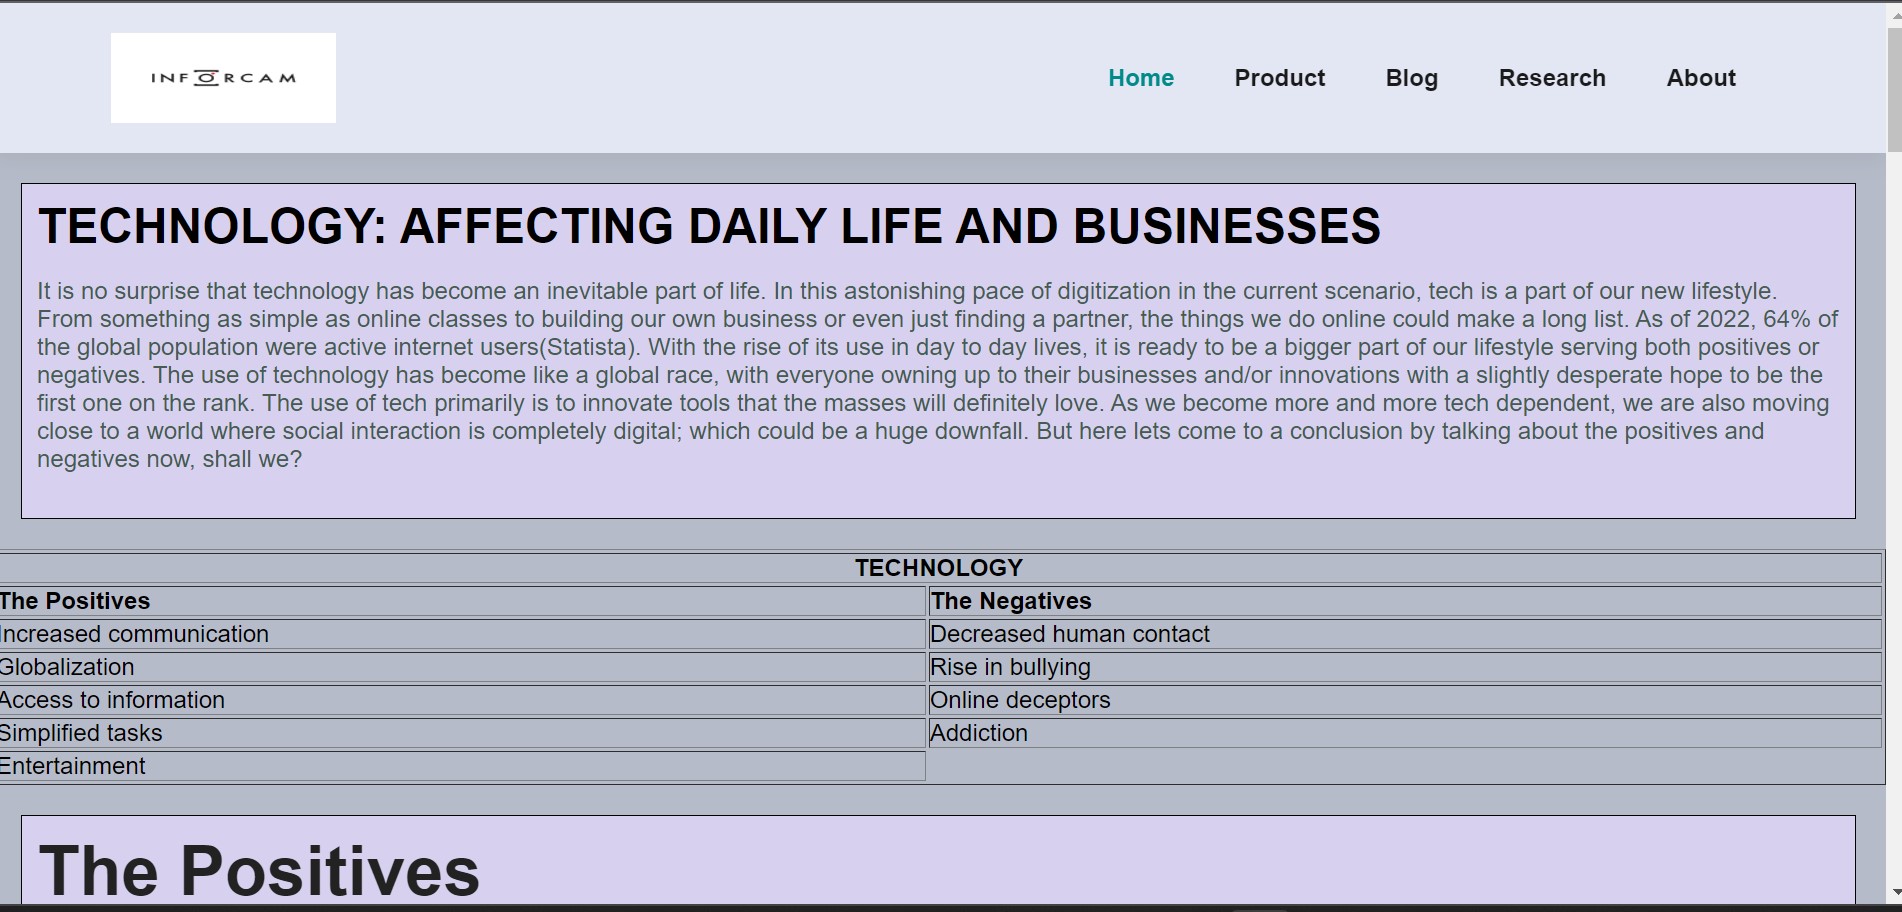 INFORCAM
Home Product Blog Research About
TECHNOLOGY: AFFECTING DAILY LIFE AND BUSINESSES
It is no surprise that technology has become an inevitable part of life. In this astonishing pace of digitization in the current scenario, tech is a part of our new lifestyle.
From something as simple as online classes to building our own business or even just finding a partner, the things we do online could make a long list. As of 2022, 64% of
the global population were active internet users(Statista). With the rise of its use in day to day lives, it is ready to be a bigger part of our lifestyle serving both positives or
negatives. The use of technology has become like a global race, with everyone owning up to their businesses and/or innovations with a slightly desperate hope to be the
first one on the rank. The use of tech primarily is to innovate tools that the masses will definitely love. As we become more and more tech dependent, we are also moving
close to a world where social interaction is completely digital; which could be a huge downfall. But here lets come to a conclusion by talking about the positives and
negatives now, shall we?
TECHNOLOGY
The Positives The Negatives
Increased communication Decreased human contact
Globalization Rise in bullying
Access to information Online deceptors
Simplified tasks Addiction
Entertainment
The Positives